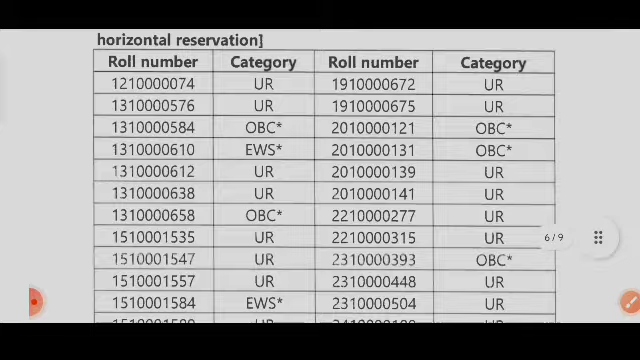 horizontal reservation]
Roll number Category Roll number Category
1210000074 UR 1910000672 UR
1310000576 UR 1910000675 UR
1310000584 OBC* 2010000121 OBC*
1310000610 EWS* 2010000131 OBC*
1310000612 UR 2010000139 UR
1310000638 UR 2010000141 UR
1310000658 OBC* 2210000277 UR
1510001535 UR 2210000315 UR
6/9
1510001547 UR 2310000393 OBC*
1510001557 UR 2310000448 UR
1510001584 EWS* 2310000504 UR
UR UR